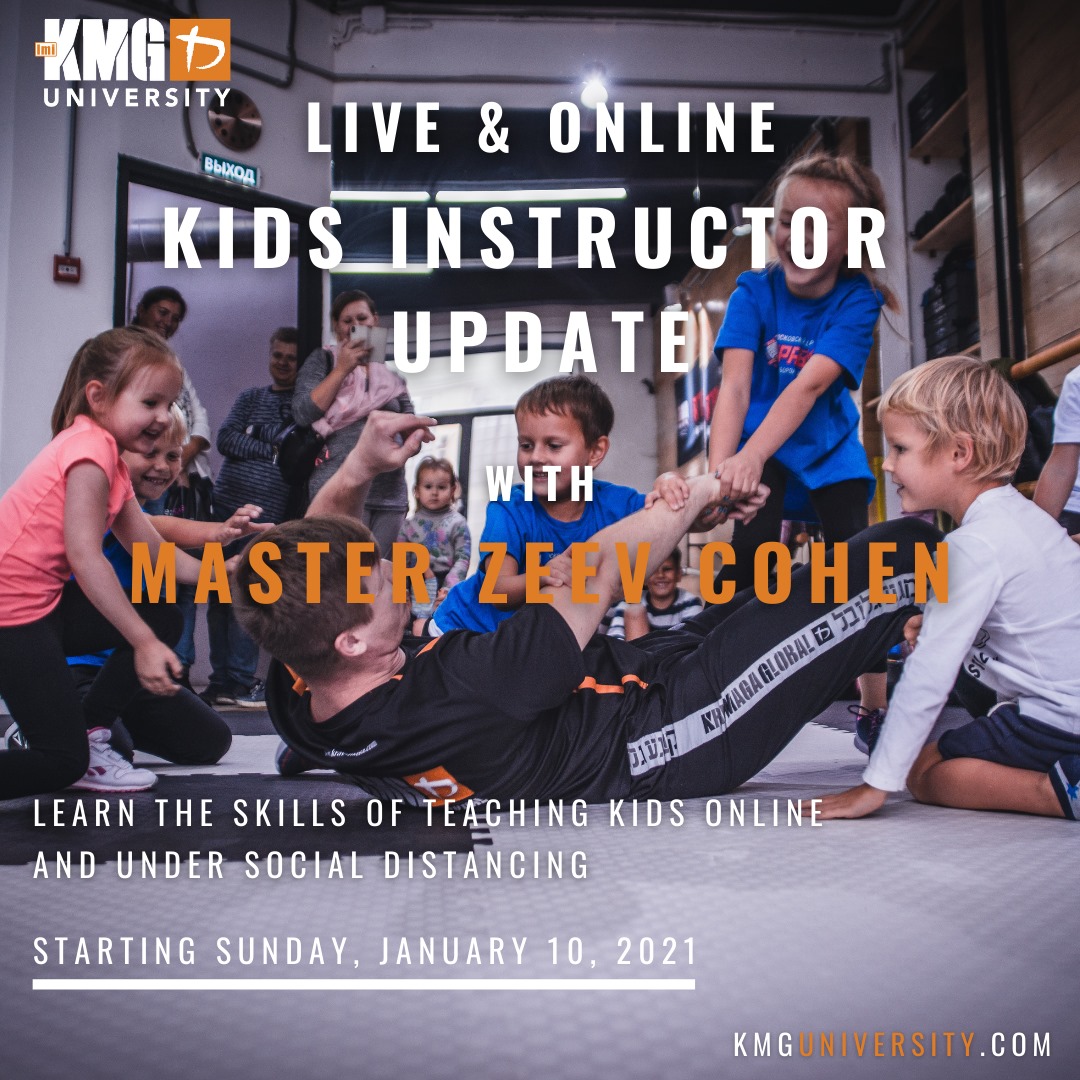 Imi KMG
UNIVERSITY
LIVE & ONLINE
ВЫХОД
KIDS INSTRUCTOR
UPDATE
WITH
MASTER ZEEV COHEN
KRAV MAGA GLOBAL
LEARN THE SKILLS OF TEACHING KIDS ONLINE
AND UNDER SOCIAL DISTANCING
STARTING SUNDAY, JANUARY 10, 2021
KMGUNIVERSITY.COM